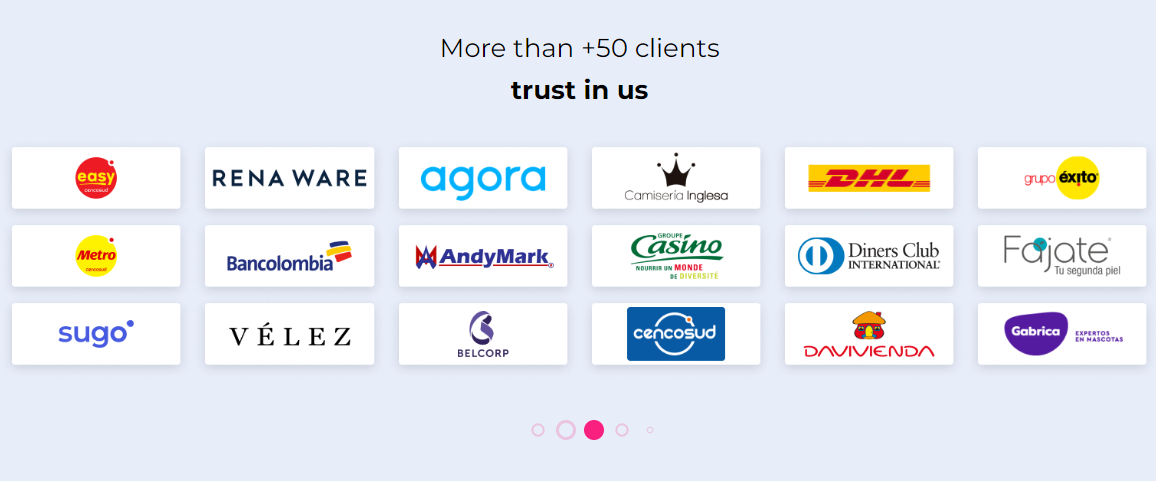 More than +50 clients
trust in us
easy
cencosud
RENA WARE
agora
Camisería Inglesa
DHL
grupo éxito
Metro
cencosud
Bancolombia
AndyMark®
GROUPE
Casino
NOURRIR UN MONDE
DE DIVERSITÉ
Diners Club
INTERNATIONAL®
Fajate®
Tu segunda piel
sugo
VÉLEZ
BELCORP
cencosud
DAVIVIENDA
Gabrica
EXPERTOS
EN MASCOTAS